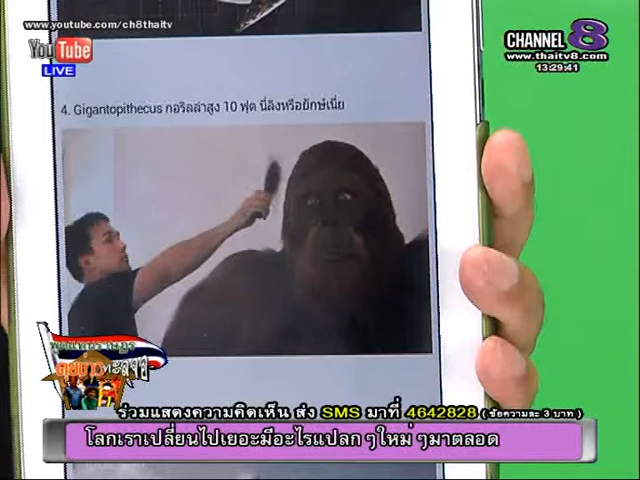 www.youtube.com/ch8thaitv
YouTube
LIVE
CHANNEL 8
www.thaitv8.com
13:29:41
4. Gigantopithecus กอริลล่าสูง 10 ฟุต นี่ลิงหรือยักษ์เนี่ย
ร่วมแสดงความคิดเห็น ส่ง SMS มาที่ 4642828 (ข้อความละ 3 บาท)
โลกเราเปลี่ยนไปเยอะมีอะไรแปลกๆใหม่ๆมาตลอด